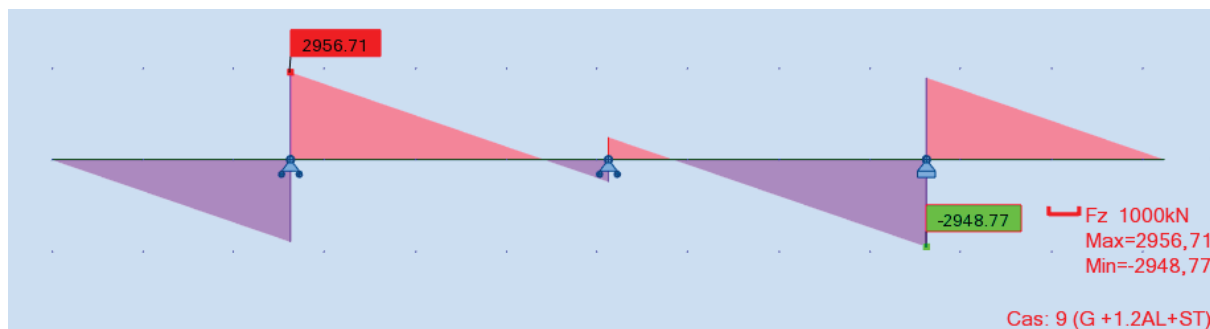 2956.71
-2948.77
Fz 1000kN
Max=2956,71
Min=-2948,77
Cas: 9 (G +1.2AL+ST)